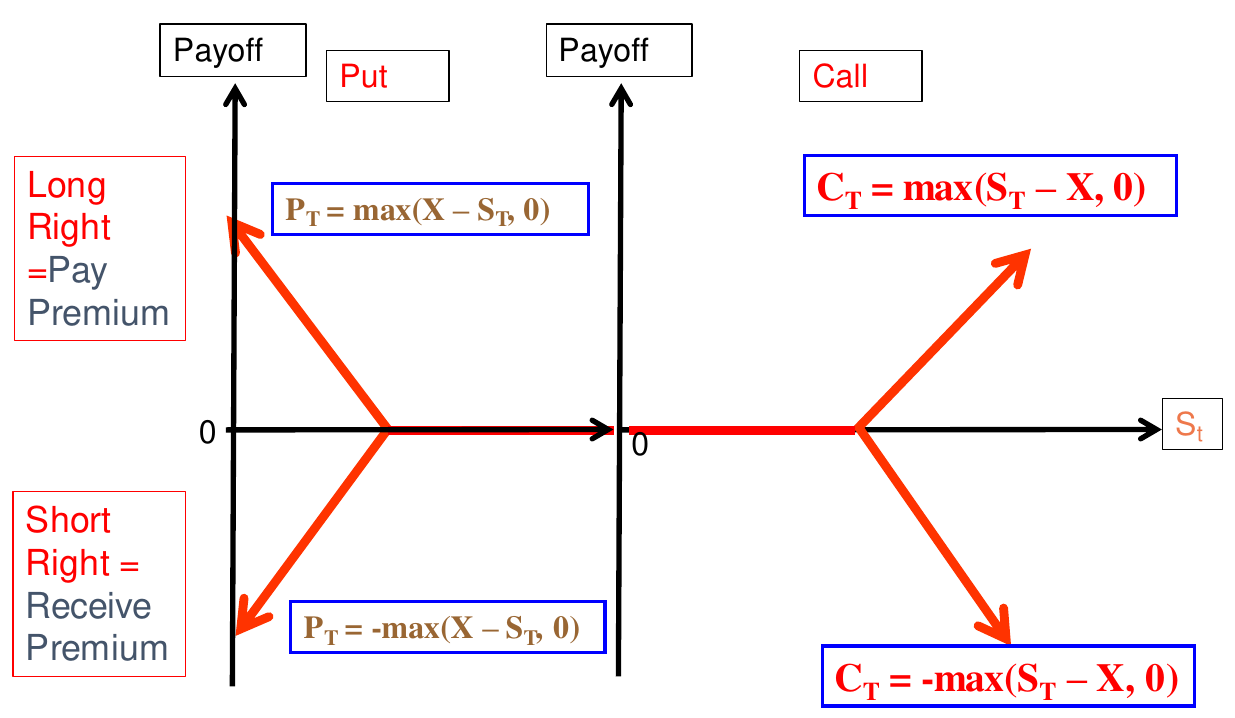 Payoff
Payoff
Put
Call
Long
Right
=Pay
Premium
P_T = max(X – S_T, 0)
C_T = max(S_T – X, 0)
0
0
S_t
Short
Right =
Receive
Premium
P_T = -max(X – S_T, 0)
C_T = -max(S_T – X, 0)